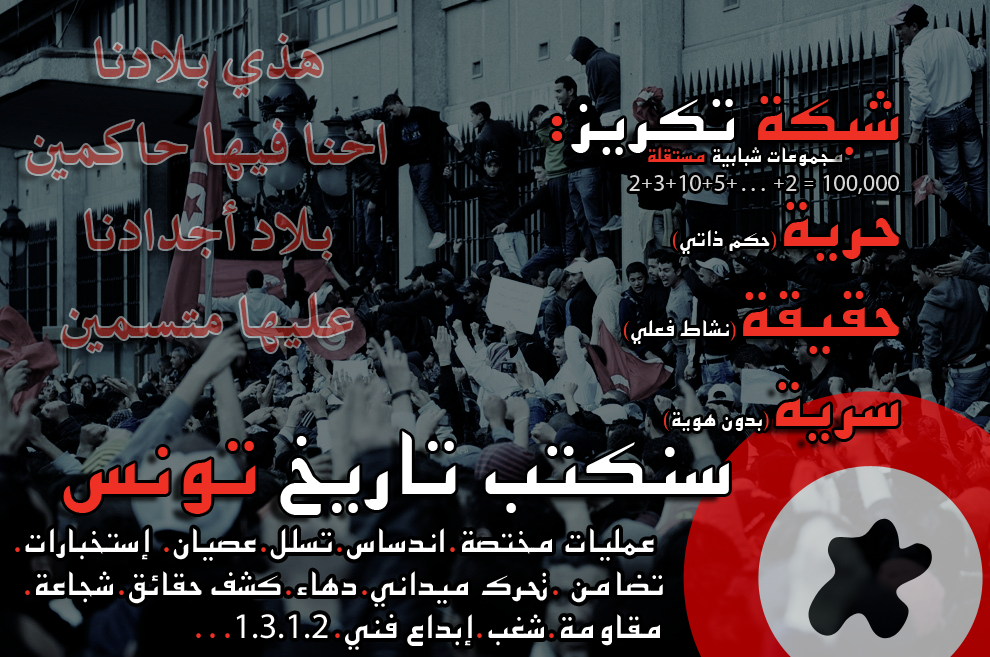 هذي بلادنا
احنا فيها حاكمين
بلاد أجدادنا
عليها متسمين
شبكة تكريز:
مجموعات شبابية مستقلة
2+3+10+5+... +2 = 100,000
حرية (حكم ذاتي)
حقيقة (نشاط فعلي)
سرية (بدون هوية)
سنكتب تاريخ تونس
عمليات مختصة.اندساس.تسلل.عصيان. إستخبارات.
تضامن .تحرك ميداني.دهاء.كشف حقائق.شجاعة.
مقاومة.شغب.إبداع فني.1.3.1.2...